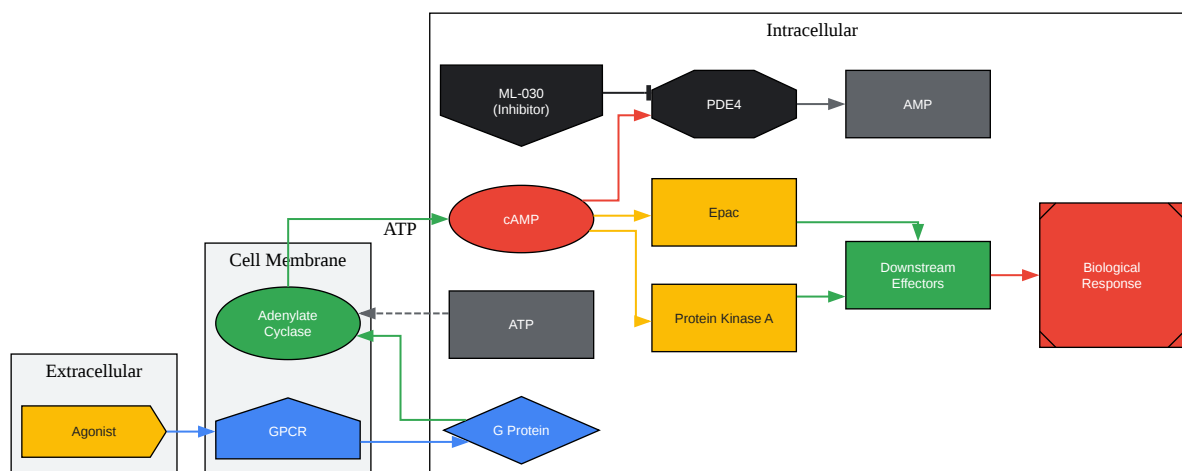 Intracellular
ML-030
(Inhibitor)
PDE4
AMP
cAMP
Epac
ATP
Cell Membrane
Downstream
Effectors
Biological
Response
Adenylate
Cyclase
ATP
Protein Kinase A
Extracellular
Agonist
GPCR
G Protein